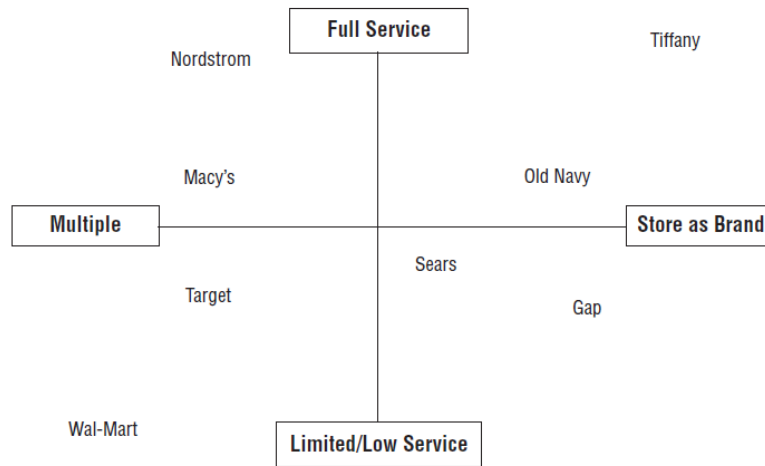 Full Service
Tiffany
Nordstrom
Macy's
Old Navy
Multiple
Store as Brand
Sears
Target
Gap
Wal-Mart
Limited/Low Service